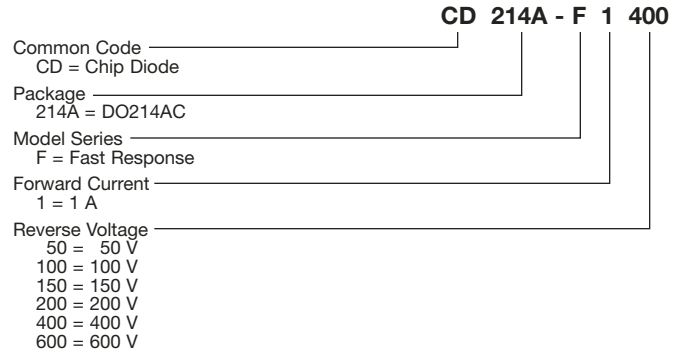 CD 214A - F 1 400
Common Code
CD = Chip Diode
Package
214A = DO214AC
Model Series
F = Fast Response
Forward Current
1 = 1 A
Reverse Voltage
50 = 50 V
100 = 100 V
150 = 150 V
200 = 200 V
400 = 400 V
600 = 600 V